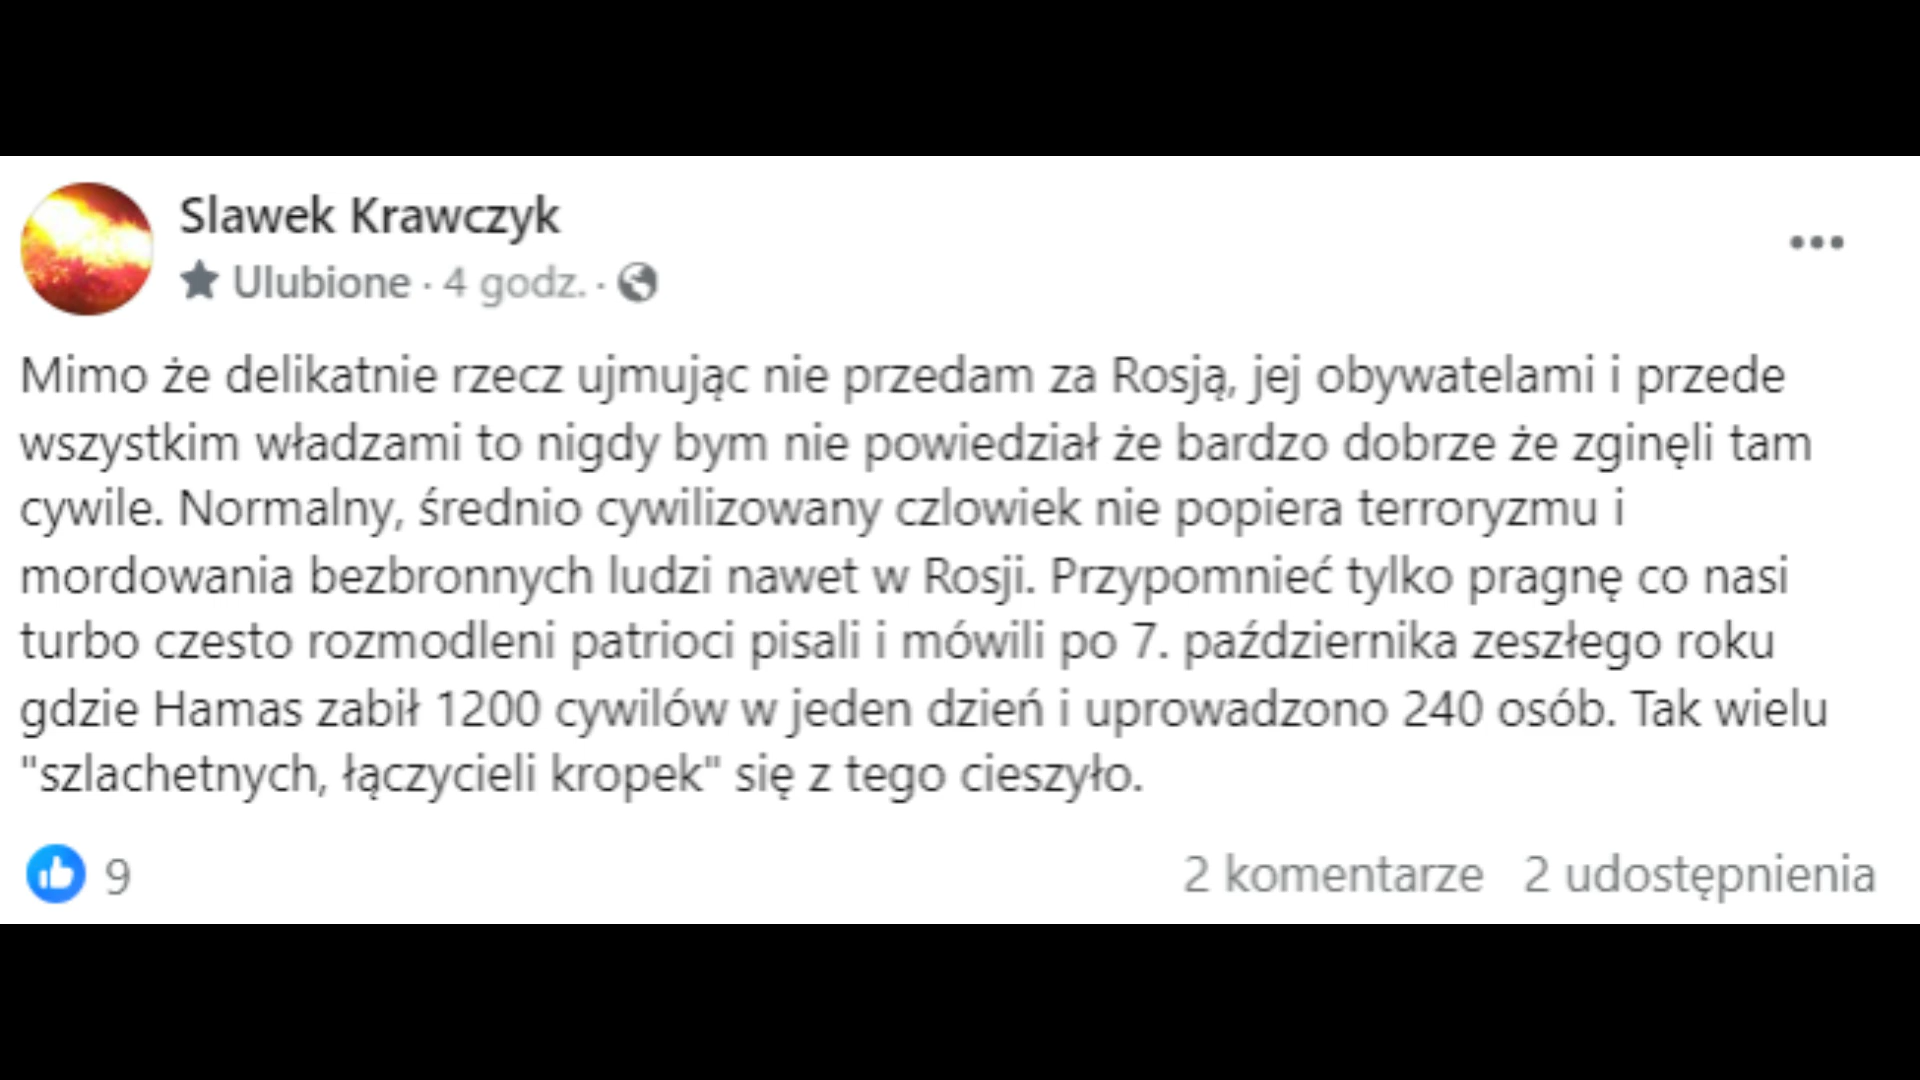 Slawek Krawczyk
Ulubione · 4 godz. ·
Mimo że delikatnie rzecz ujmując nie przedam za Rosją, jej obywatelami i przede
wszystkim władzami to nigdy bym nie powiedział że bardzo dobrze że zginęli tam
cywile. Normalny, średnio cywilizowany czlowiek nie popiera terroryzmu i
mordowania bezbronnych ludzi nawet w Rosji. Przypomnieć tylko pragnę co nasi
turbo czesto rozmodleni patrioci pisali i mówili po 7. października zeszłego roku
gdzie Hamas zabił 1200 cywilów w jeden dzień i uprowadzono 240 osób. Tak wielu
"szlachetnych, łączycieli kropek" się z tego cieszyło.
9
2 komentarze 2 udostępnienia